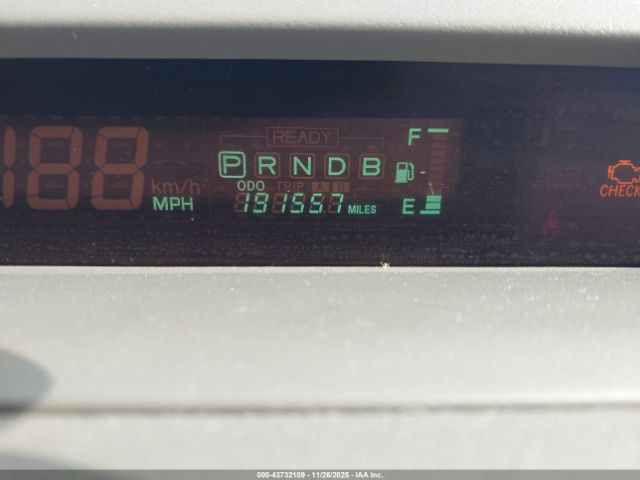 READY
F
188 km/h P R N D B
ODO TRIP A B
MPH 191557 MILES E
CHECK
000-43732109 - 11/26/2025 - IAA Inc.